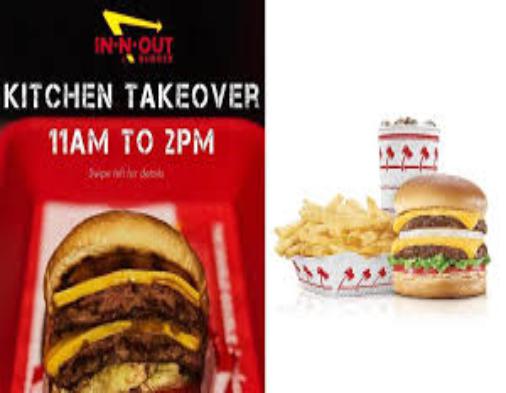 IN-N-OUT
BURGER
KITCHEN TAKEOVER
11AM TO 2PM
Swipe left for details